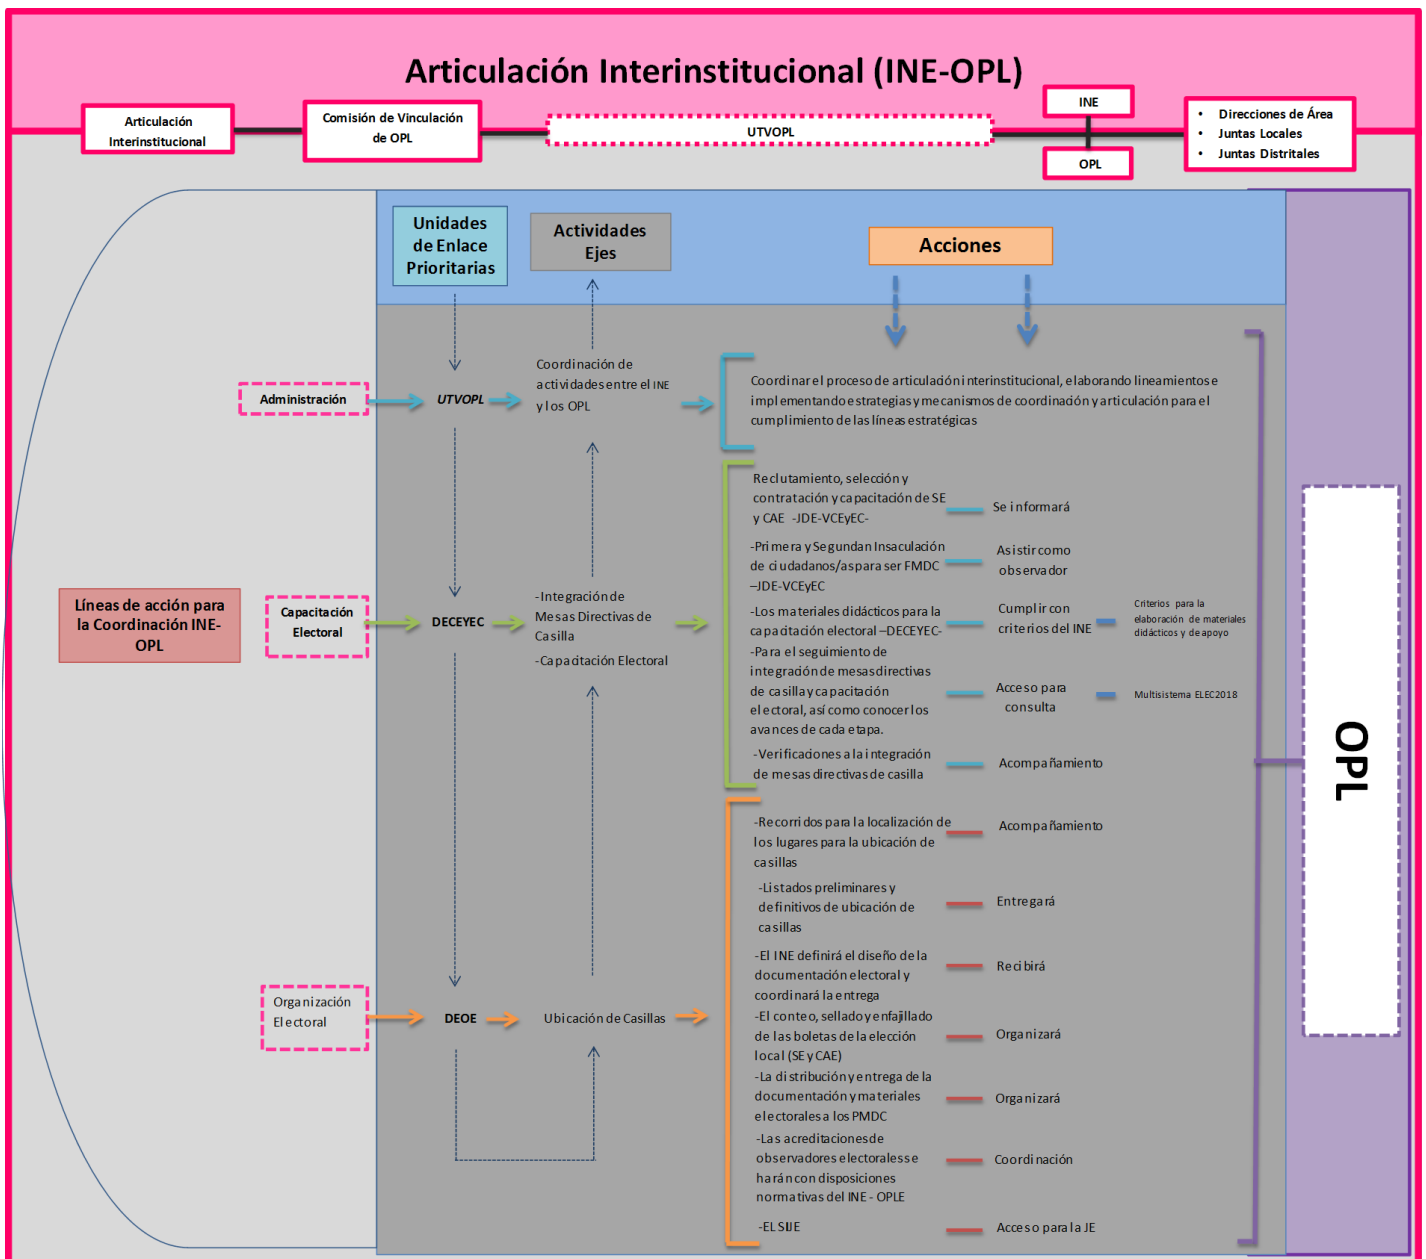 Articulación Interinstitucional (INE-OPL)
Articulación
Interinstitucional
Comisión de Vinculación
de OPL
UTVOPL
INE
OPL
• Direcciones de Área
• Juntas Locales
• Juntas Distritales
Unidades
de Enlace
Prioritarias
Actividades
Ejes
Acciones
Líneas de acción para
la Coordinación INE-
OPL
Administración
UTVOPL
Coordinación de
actividades entre el INE
y los OPL
Coordinar el proceso de articulación interinstitucional, elaborando lineamientos e
implementando estrategias y mecanismos de coordinación y articulación para el
cumplimiento de las líneas estratégicas
Capacitación
Electoral
DECEYEC
-Integración de
Mesas Directivas de
Casilla
-Capacitación Electoral
Reclutamiento, selección y
contratación y capacitación de SE
y CAE -JDE-VCEyEC-
Se informará
-Primera y Segundan Insaculación
de ciudadanos/as para ser FMDC
–JDE-VCEyEC
Asistir como
observador
-Los materiales didácticos para la
capacitación electoral –DECEYEC-
Cumplir con
criterios del INE
Criterios para la
elaboración de materiales
didácticos y de apoyo
-Para el seguimiento de
integración de mesas directivas
de casilla y capacitación
electoral, así como conocer los
avances de cada etapa.
Acceso para
consulta
Multisistema ELEC2018
-Verificaciones a la integración
de mesas directivas de casilla
Acompañamiento
Organización
Electoral
DEOE
Ubicación de Casillas
-Recorridos para la localización de
los lugares para la ubicación de
casillas
Acompañamiento
-Listados preliminares y
definitivos de ubicación de
casillas
Entregará
-El INE definirá el diseño de la
documentación electoral y
coordinará la entrega
Recibirá
-El conteo, sellado y enfajillado
de las boletas de la elección
local (SE y CAE)
Organizará
-La distribución y entrega de la
documentación y materiales
electorales a los PMDC
Organizará
-Las acreditaciones de
observadores electorales se
harán con disposiciones
normativas del INE - OPLE
Coordinación
-EL SIJE
Acceso para la JE
OPL